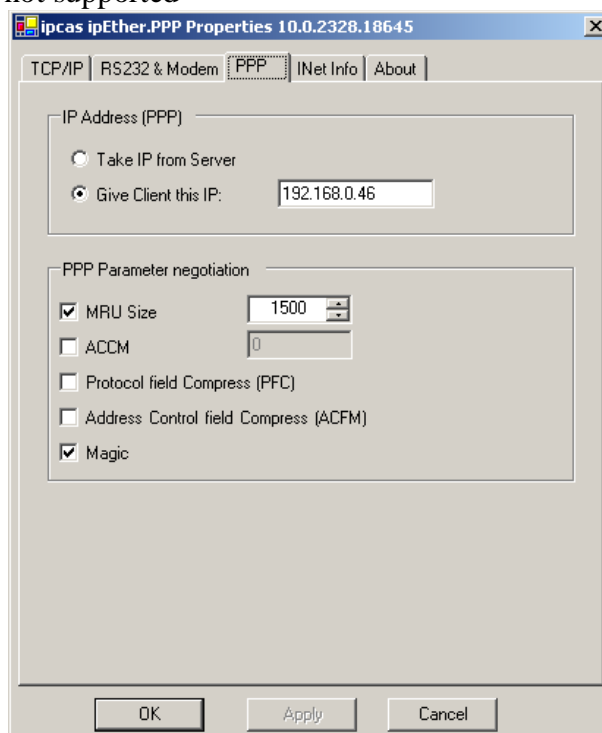 not supported
ipcas ipEther.PPP Properties 10.0.2328.18645
TCP/IP RS232 & Modem PPP INet Info About
IP Address (PPP)
Take IP from Server
Give Client this IP: 192.168.0.46
PPP Parameter negotiation
MRU Size 1500
ACCM 0
Protocol field Compress (PFC)
Address Control field Compress (ACFM)
Magic
OK Apply Cancel